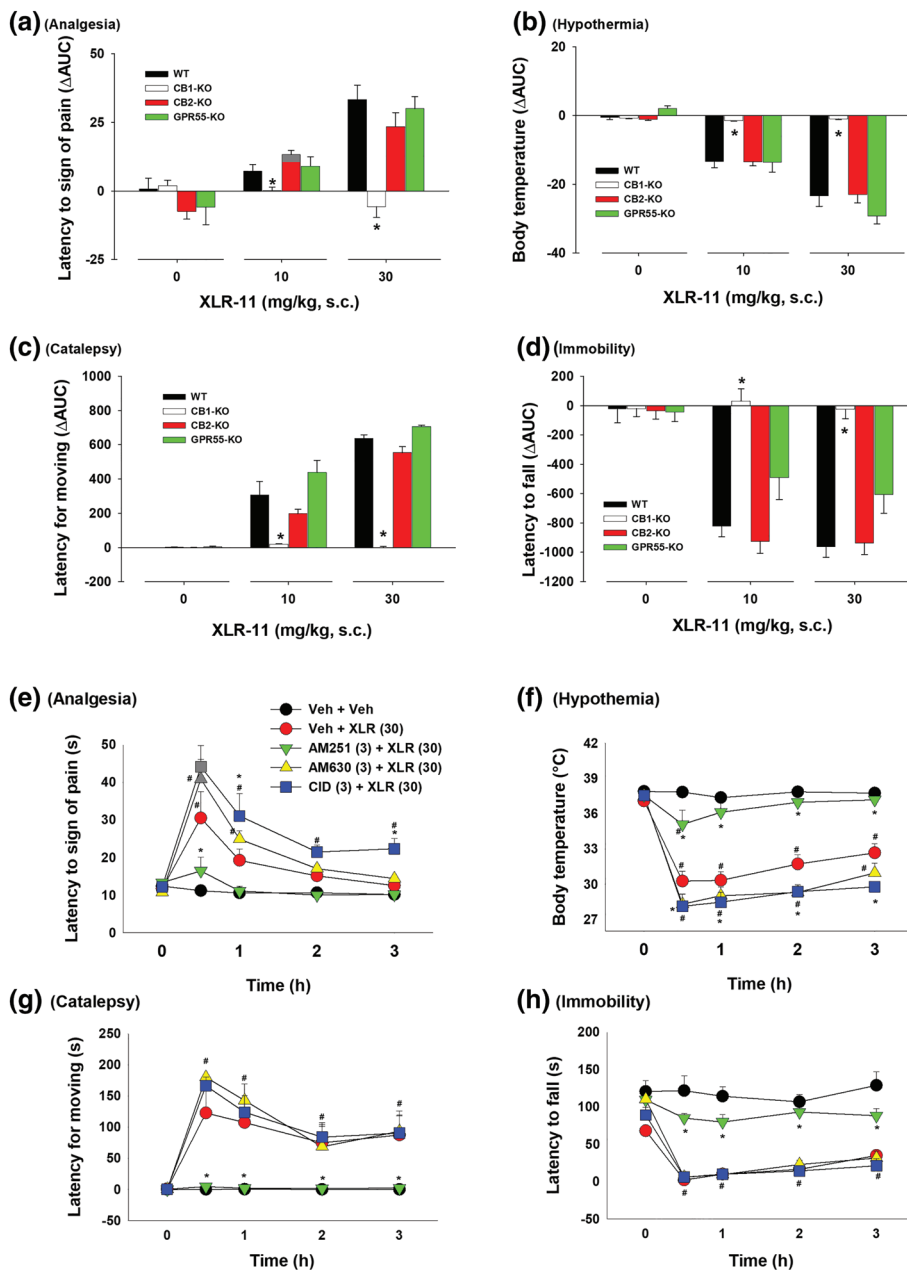 (a) (Analgesia)
Latency to sign of pain (ΔAUC)
50
25
0
-25
WT
CB1-KO
CB2-KO
GPR55-KO
*
*
0 10 30
XLR-11 (mg/kg, s.c.)
(b) (Hypothermia)
Body temperature (ΔAUC)
20
0
-20
-40
*
*
WT
CB1-KO
CB2-KO
GPR55-KO
0 10 30
XLR-11 (mg/kg, s.c.)
(c) (Catalepsy)
Latency for moving (ΔAUC)
1000
800
600
400
200
0
-200
WT
CB1-KO
CB2-KO
GPR55-KO
*
*
0 10 30
XLR-11 (mg/kg, s.c.)
(d) (Immobility)
Latency to fall (ΔAUC)
200
0
-200
-400
-600
-800
-1000
-1200
*
*
WT
CB1-KO
CB2-KO
GPR55-KO
0 10 30
XLR-11 (mg/kg, s.c.)
(e) (Analgesia)
Veh + Veh
Veh + XLR (30)
AM251 (3) + XLR (30)
AM630 (3) + XLR (30)
CID (3) + XLR (30)
Latency to sign of pain (s)
50
40
30
20
10
0
#
#
*
*
#
#
#
#
*
0 1 2 3
Time (h)
(f) (Hypothemia)
Body temperature (°C)
42
39
36
33
30
27
#
*
*
*
*
#
#
#
#
*
#
#
*
#
*
#
*
0 1 2 3
Time (h)
(g) (Catalepsy)
Latency for moving (s)
250
200
150
100
50
0
-50
#
#
#
#
*
*
*
*
0 1 2 3
Time (h)
(h) (Immobility)
Latency to fall (s)
200
150
100
50
0
-50
*
*
*
*
#
#
#
#
0 1 2 3
Time (h)